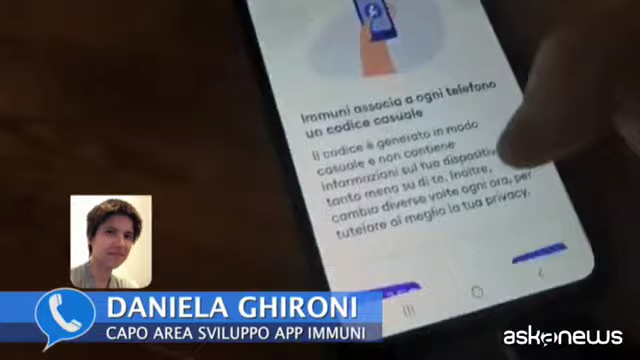 Immuni associa a ogni telefono
un codice casuale
Il codice è generato in modo
casuale e non contiene
informazioni sul tuo dispositiv
tanto meno su di te. Inoltre,
cambia diverse volte ogni ora, per
tutelare al meglio la tua privacy.
DANIELA GHIRONI
CAPO AREA SVILUPPO APP IMMUNI
askanews